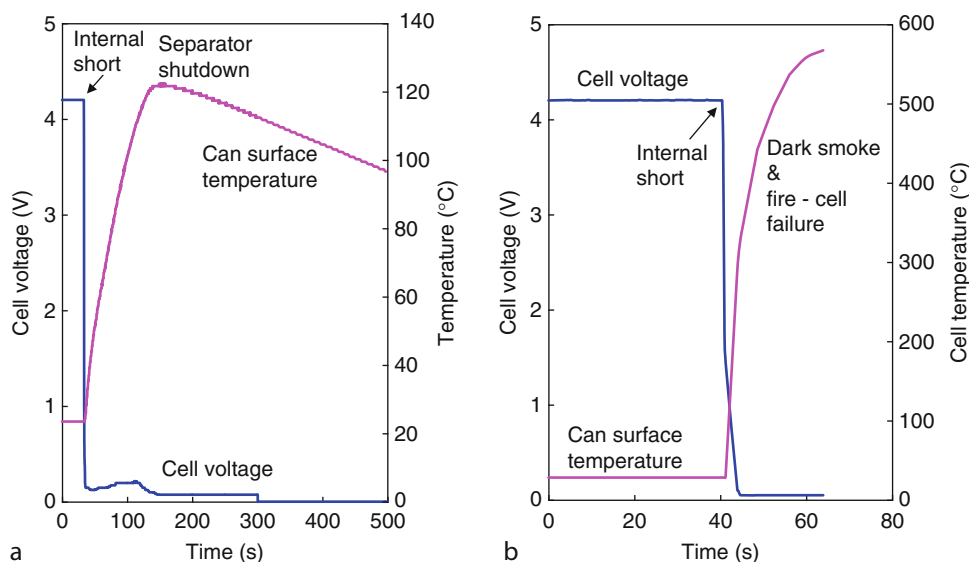 5
4
3
2
1
0
Cell voltage (V)
Internal
short
Separator
shutdown
Can surface
temperature
Cell voltage
140
120
100
80
60
40
20
0
Temperature (°C)
0 100 200 300 400 500
Time (s)
a
5
4
3
2
1
0
Cell voltage (V)
Cell voltage
Internal
short
Dark smoke
&
fire - cell
failure
Can surface
temperature
600
500
400
300
200
100
0
Cell temperature (°C)
0 20 40 60 80
Time (s)
b